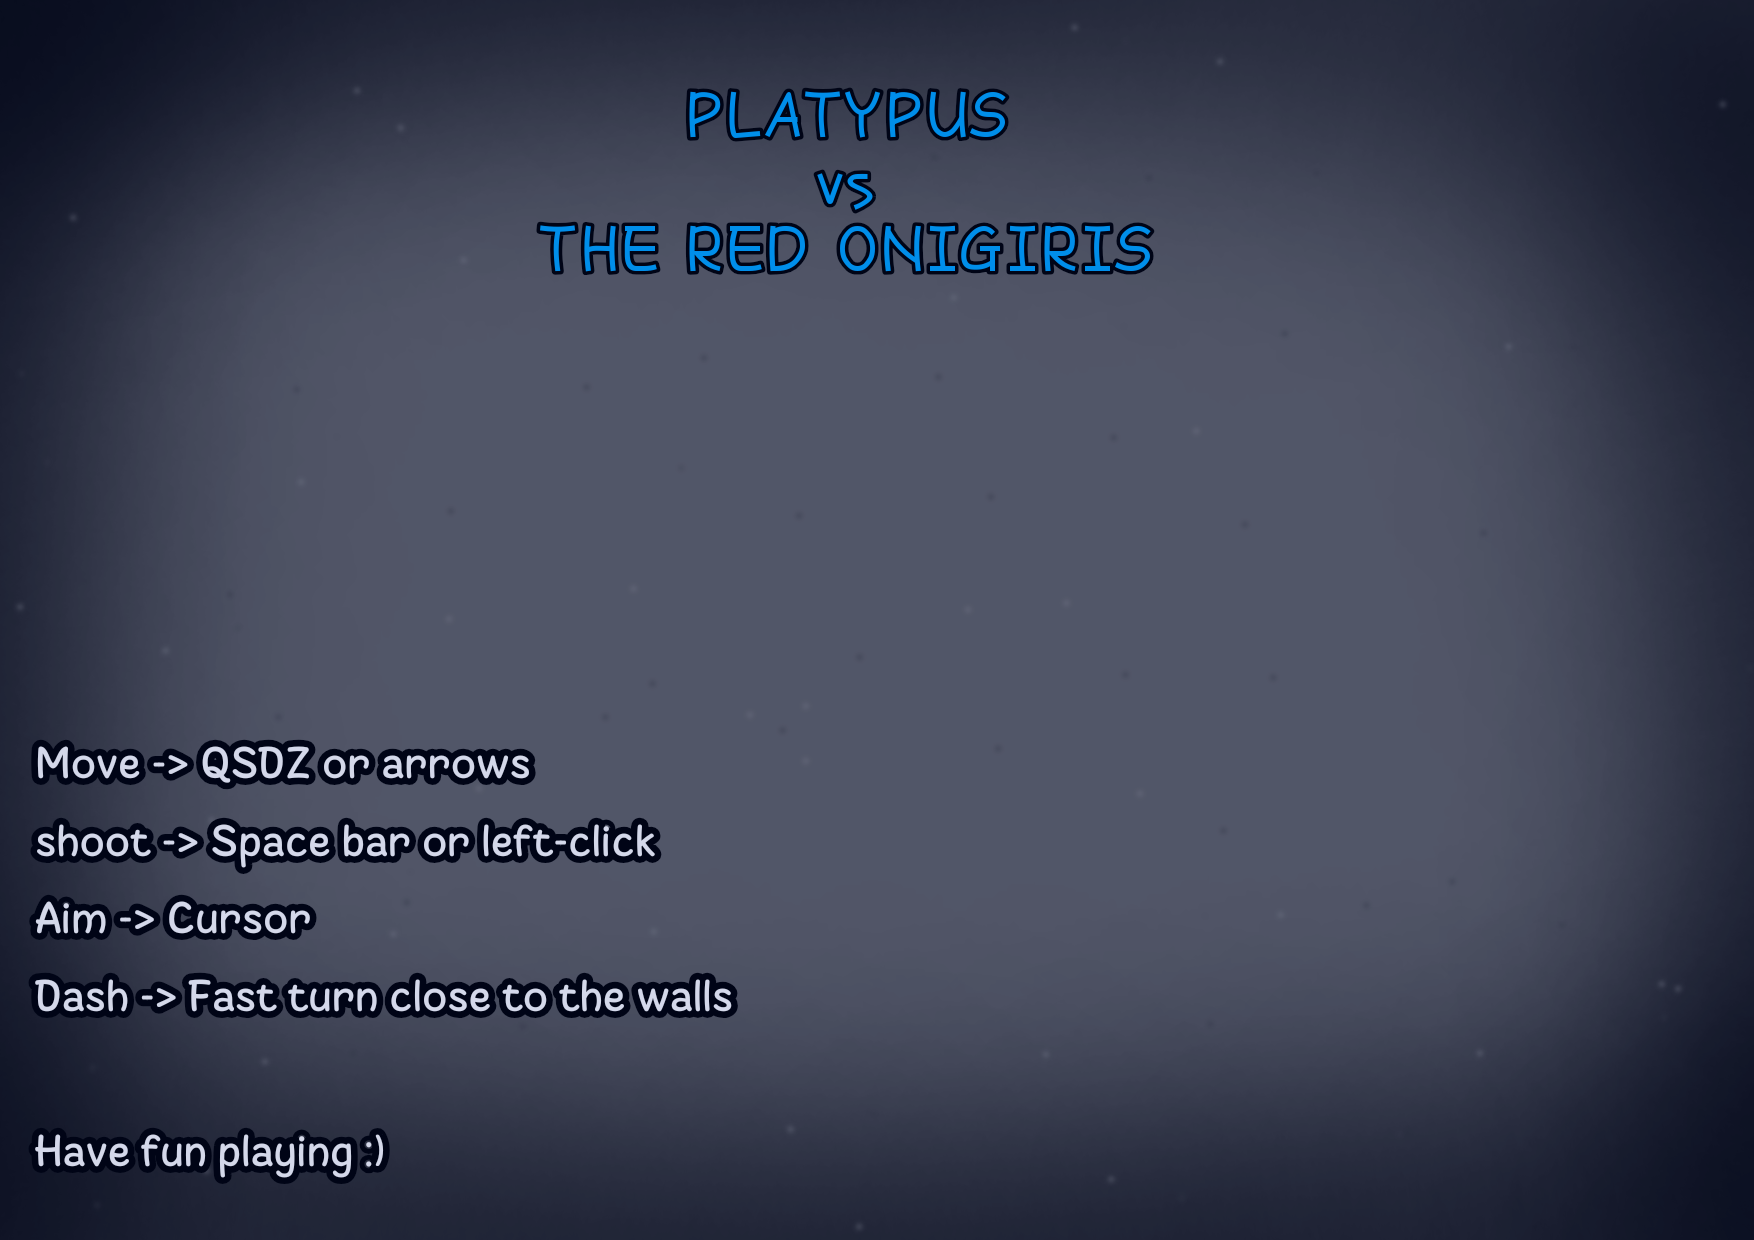 PLATYPUS
vs
THE RED ONIGIRIS
Move -> QSDZ or arrows
shoot -> Space bar or left-click
Aim -> Cursor
Dash -> Fast turn close to the walls
Have fun playing :)